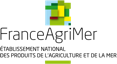 FranceAgriMer
ÉTABLISSEMENT NATIONAL
DES PRODUITS DE L'AGRICULTURE ET DE LA MER